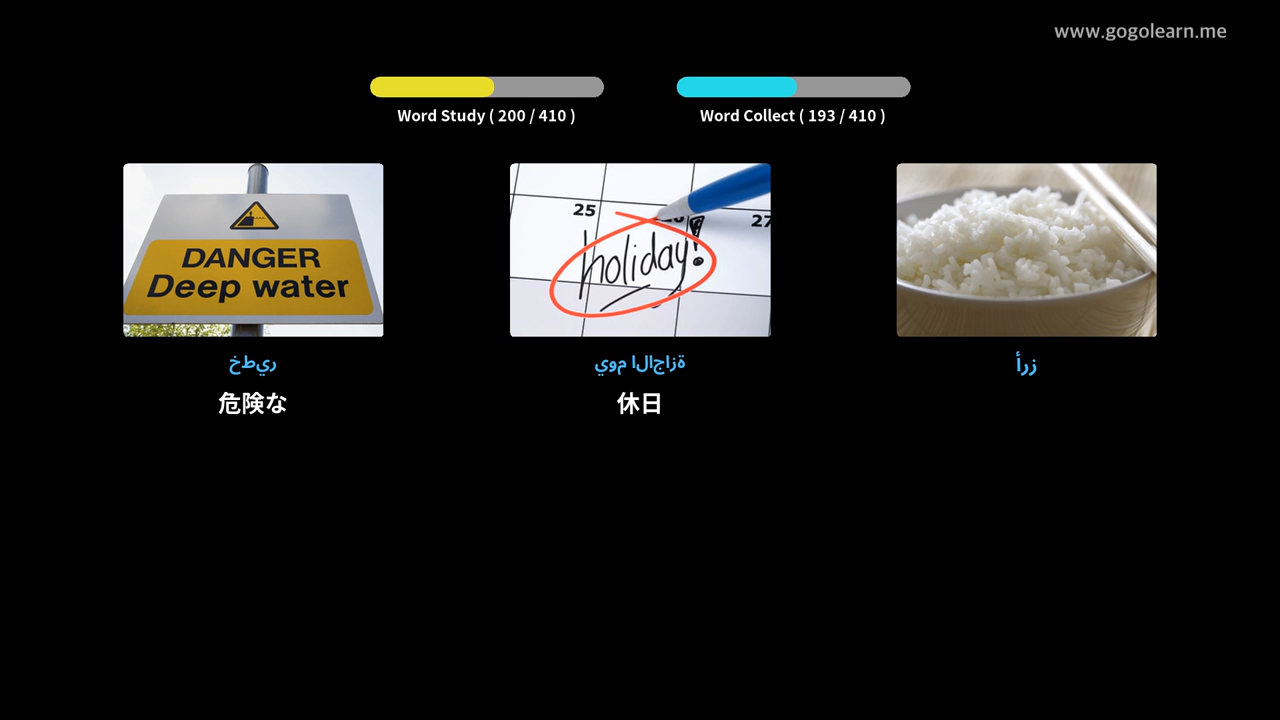 www.gogolearn.me
Word Study ( 200 / 410 )
Word Collect ( 193 / 410 )
DANGER
Deep water
25
27
holiday!
خطير
يوم الاجازة
أرز
危険な
休日